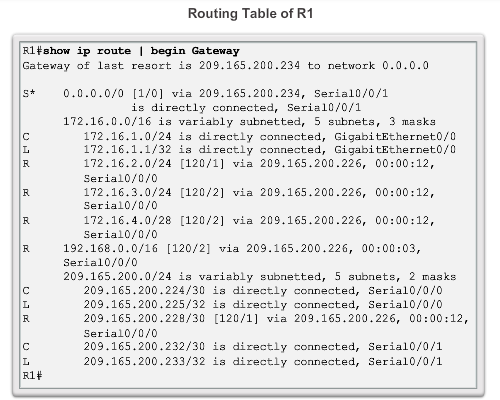 Routing Table of R1
R1#show ip route | begin Gateway
Gateway of last resort is 209.165.200.234 to network 0.0.0.0
S* 0.0.0.0/0 [1/0] via 209.165.200.234, Serial0/0/1
is directly connected, Serial0/0/1
172.16.0.0/16 is variably subnetted, 5 subnets, 3 masks
C 172.16.1.0/24 is directly connected, GigabitEthernet0/0
L 172.16.1.1/32 is directly connected, GigabitEthernet0/0
R 172.16.2.0/24 [120/1] via 209.165.200.226, 00:00:12,
Serial0/0/0
R 172.16.3.0/24 [120/2] via 209.165.200.226, 00:00:12,
Serial0/0/0
R 172.16.4.0/28 [120/2] via 209.165.200.226, 00:00:12,
Serial0/0/0
R 192.168.0.0/16 [120/2] via 209.165.200.226, 00:00:03,
Serial0/0/0
209.165.200.0/24 is variably subnetted, 5 subnets, 2 masks
C 209.165.200.224/30 is directly connected, Serial0/0/0
L 209.165.200.225/32 is directly connected, Serial0/0/0
R 209.165.200.228/30 [120/1] via 209.165.200.226, 00:00:12,
Serial0/0/0
C 209.165.200.232/30 is directly connected, Serial0/0/1
L 209.165.200.233/32 is directly connected, Serial0/0/1
R1#